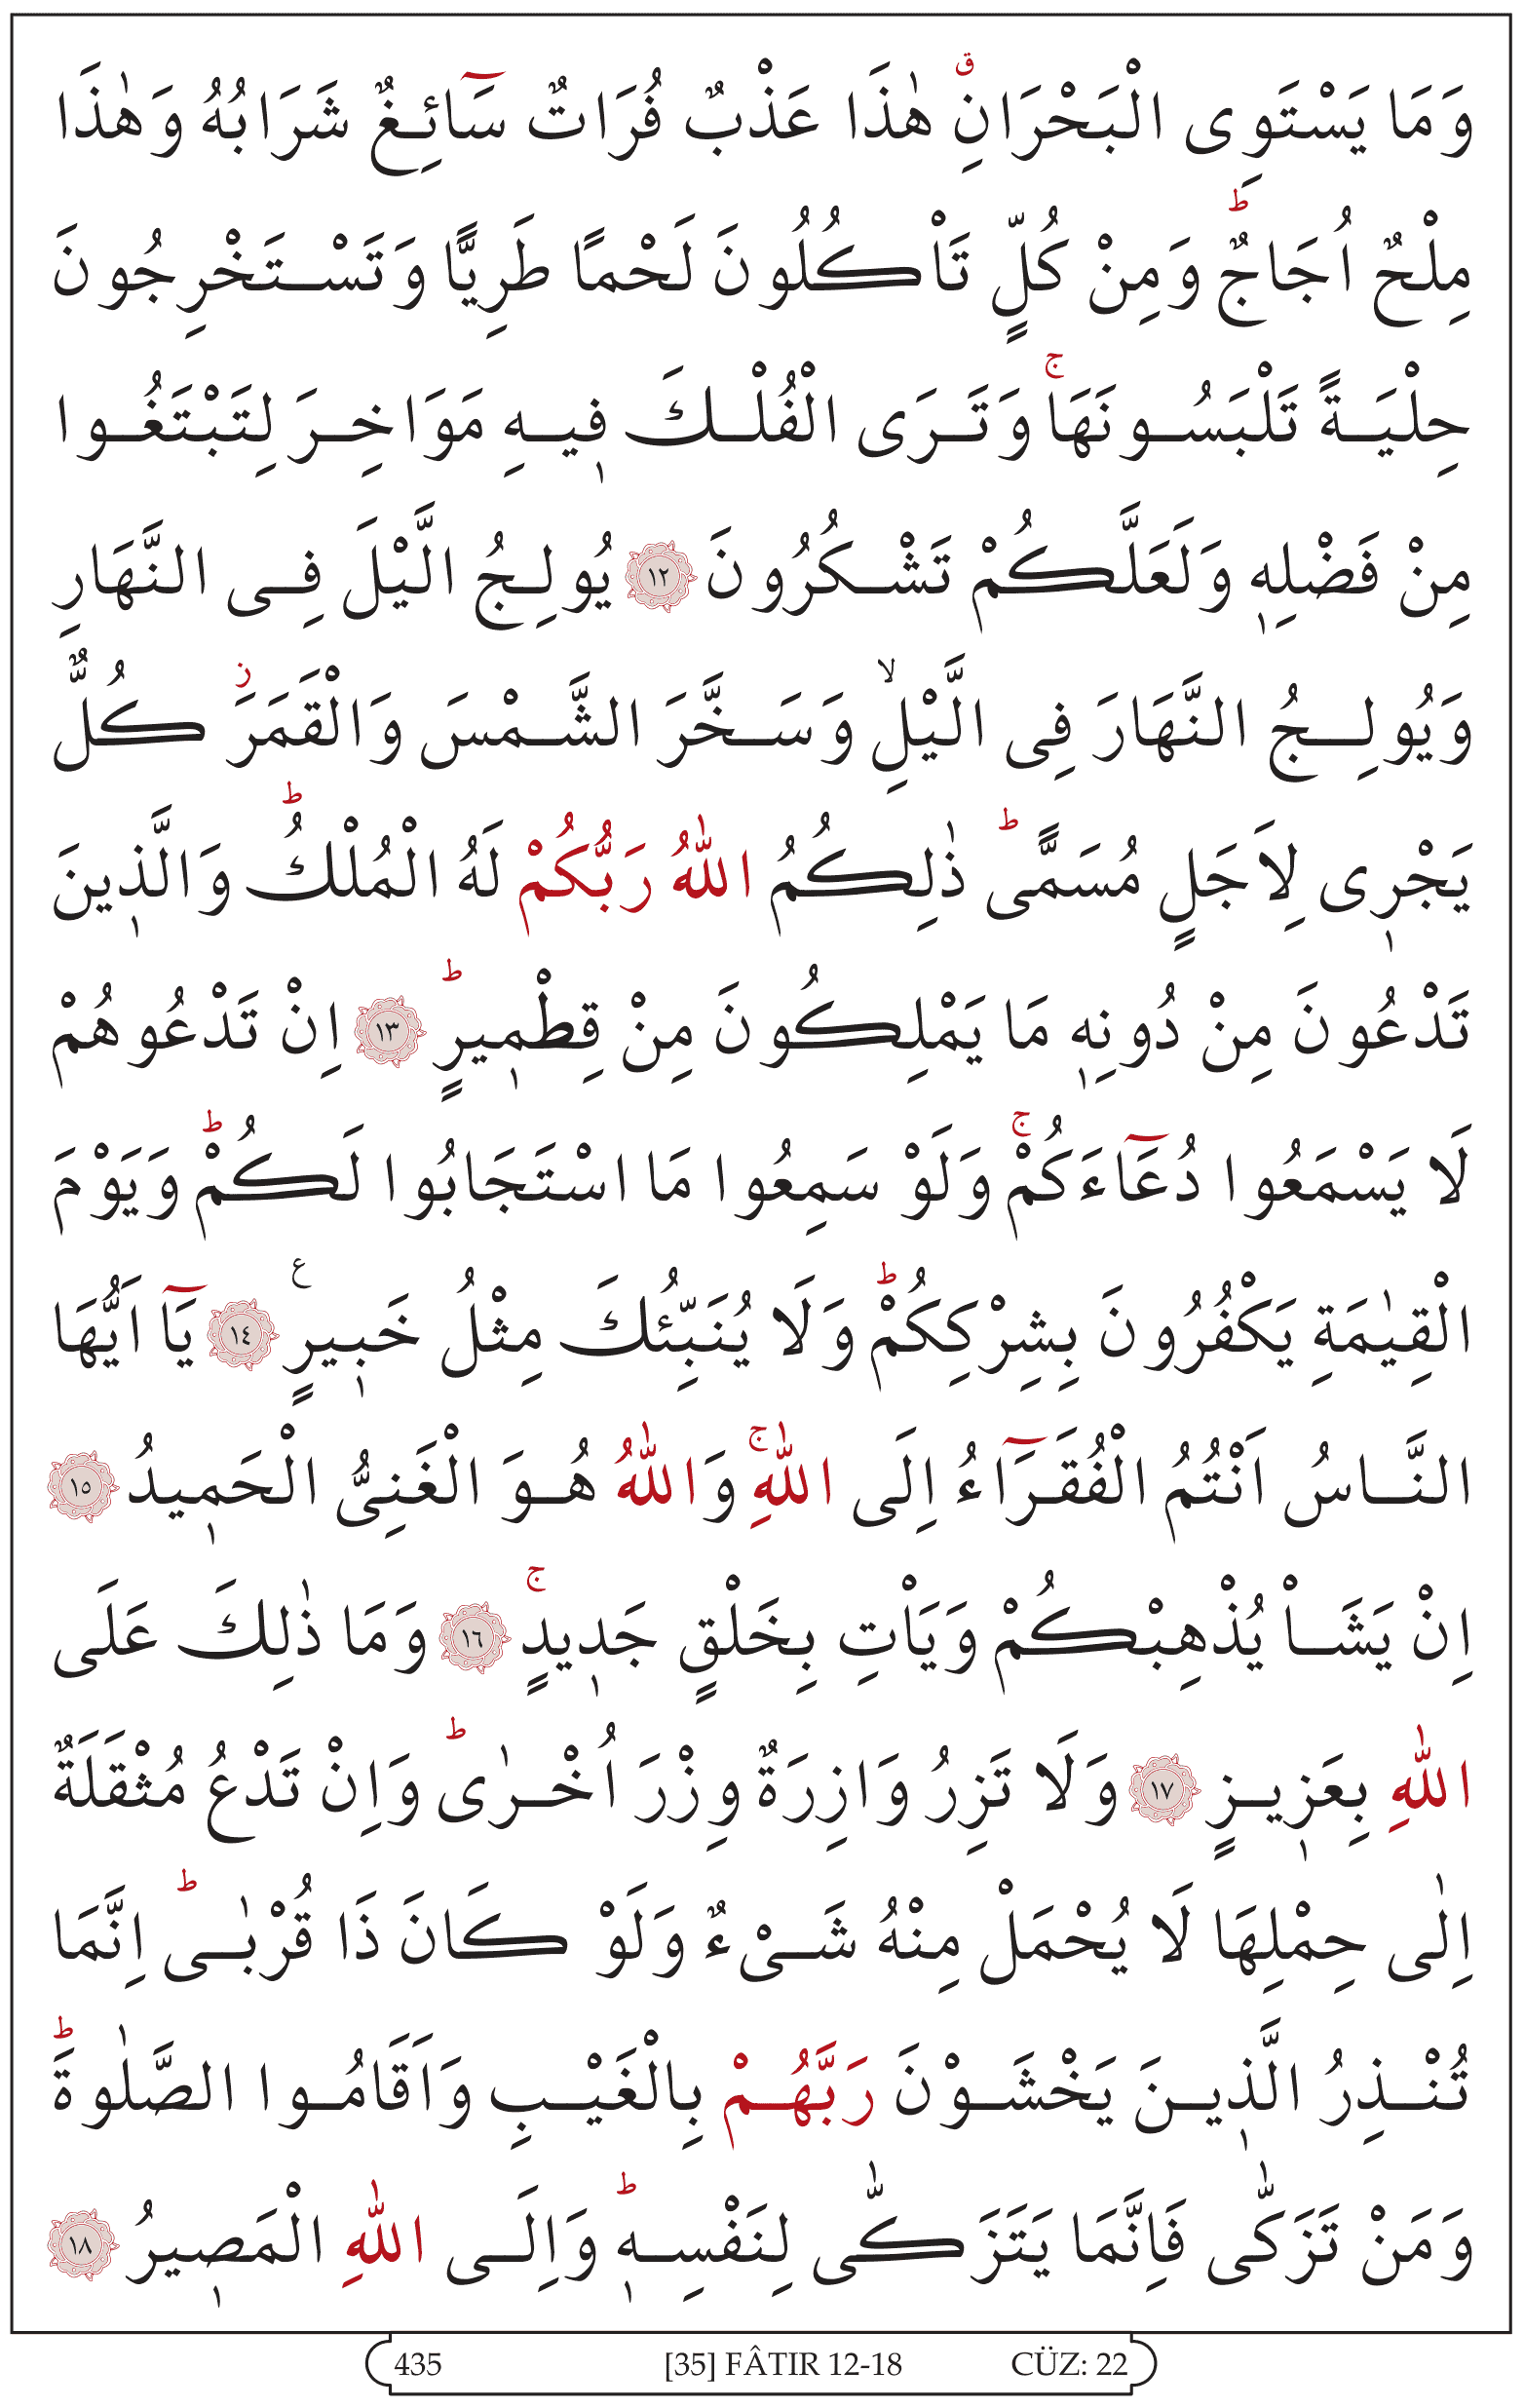 وَمَا يَسْتَوِى الْبَحْرَانِۗ هٰذَا عَذْبٌ فُرَاتٌ سَٓائِغٌ شَرَابُهُ وَهٰذَا
مِلْحٌ اُجَاجٌۜ وَمِنْ كُلٍّ تَاْكُلُونَ لَحْمًا طَرِيًّا وَتَسْتَخْرِجُونَ
حِلْيَةً تَلْبَسُونَهَاۚ وَتَرَى الْفُلْكَ ف۪يهِ مَوَاخِرَ لِتَبْتَغُوا
مِنْ فَضْلِه۪ وَلَعَلَّكُمْ تَشْكُرُونَ ﴿١٢﴾ يُولِجُ الَّيْلَ فِى النَّهَارِ
وَيُولِجُ النَّهَارَ فِى الَّيْلِۙ وَسَخَّرَ الشَّمْسَ وَالْقَمَرَۘ كُلٌّ
يَجْر۪ى لِاَجَلٍ مُسَمًّىۜ ذٰلِكُمُ اللّٰهُ رَبُّكُمْ لَهُ الْمُلْكُۜ وَالَّذ۪ينَ
تَدْعُونَ مِنْ دُونِه۪ مَا يَمْلِكُونَ مِنْ قِطْم۪يرٍۜ ﴿١٣﴾ اِنْ تَدْعُوهُمْ
لَا يَسْمَعُوا دُعَٓاءَكُمْۚ وَلَوْ سَمِعُوا مَا اسْتَجَابُوا لَكُمْۜ وَيَوْمَ
الْقِيٰمَةِ يَكْفُرُونَ بِشِرْكِكُمْۜ وَلَا يُنَبِّئُكَ مِثْلُ خَب۪يرٍ۟ ﴿١٤﴾ يَٓا اَيُّهَا
النَّاسُ اَنْتُمُ الْفُقَرَٓاءُ اِلَى اللّٰهِۚ وَاللّٰهُ هُوَ الْغَنِىُّ الْحَم۪يدُ ﴿١٥﴾
اِنْ يَشَاْ يُذْهِبْكُمْ وَيَاْتِ بِخَلْقٍ جَد۪يدٍۚ ﴿١٦﴾ وَمَا ذٰلِكَ عَلَى
اللّٰهِ بِعَز۪يزٍ ﴿١٧﴾ وَلَا تَزِرُ وَازِرَةٌ وِزْرَ اُخْرٰىۜ وَاِنْ تَدْعُ مُثْقَلَةٌ
اِلٰى حِمْلِهَا لَا يُحْمَلْ مِنْهُ شَىْءٌ وَلَوْ كَانَ ذَا قُرْبٰىۜ اِنَّمَا
تُنْذِرُ الَّذ۪ينَ يَخْشَوْنَ رَبَّهُمْ بِالْغَيْبِ وَاَقَامُوا الصَّلٰوةَۜ
وَمَنْ تَزَكّٰى فَاِنَّمَا يَتَزَكّٰى لِنَفْسِه۪ۜ وَاِلَى اللّٰهِ الْمَص۪يرُ ﴿١٨﴾
435 [35] FÂTIR 12-18 CÜZ: 22